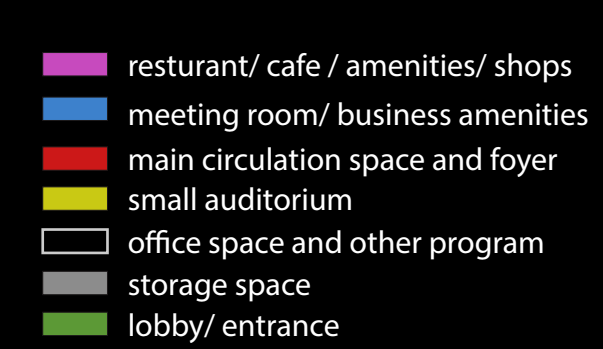 resturant/ cafe / amenities/ shops
meeting room/ business amenities
main circulation space and foyer
small auditorium
office space and other program
storage space
lobby/ entrance